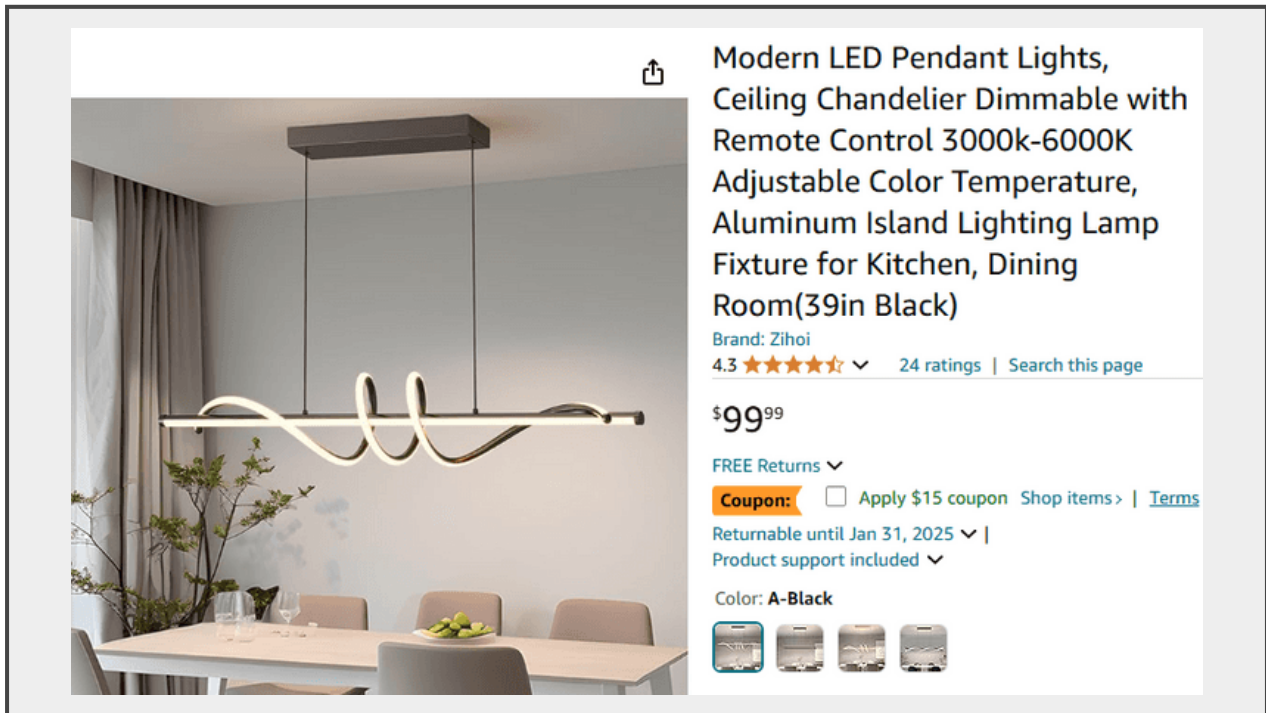 Modern LED Pendant Lights,
Ceiling Chandelier Dimmable with
Remote Control 3000k-6000K
Adjustable Color Temperature,
Aluminum Island Lighting Lamp
Fixture for Kitchen, Dining
Room(39in Black)
Brand: Zihoi
4.3 24 ratings | Search this page
$9999
FREE Returns
Coupon: Apply $15 coupon Shop items> | Terms
Returnable until Jan 31, 2025 |
Product support included
Color: A-Black